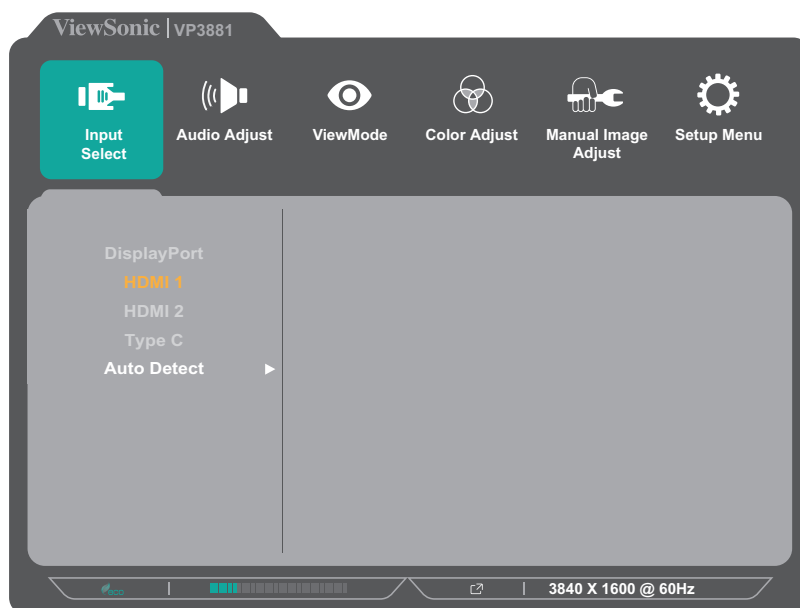 ViewSonic | VP3881
Input
Select
Audio Adjust
ViewMode
Color Adjust
Manual Image
Adjust
Setup Menu
DisplayPort
HDMI 1
HDMI 2
Type C
Auto Detect
eco
3840 X 1600 @ 60Hz